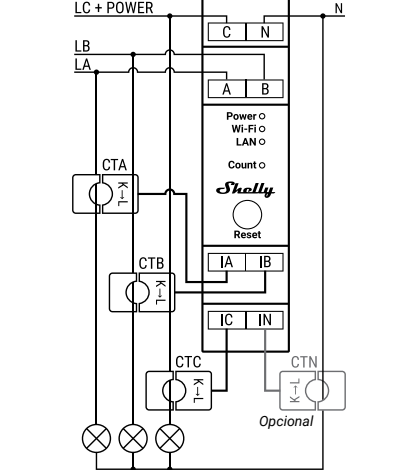 LC + POWER
N
C N
LB
LA
A B
Power
Wi-Fi
LAN
Count
CTA
K→L
Shelly
Reset
CTB
K→L
IA IB
IC IN
CTC
K→L
CTN
K→L
Optional